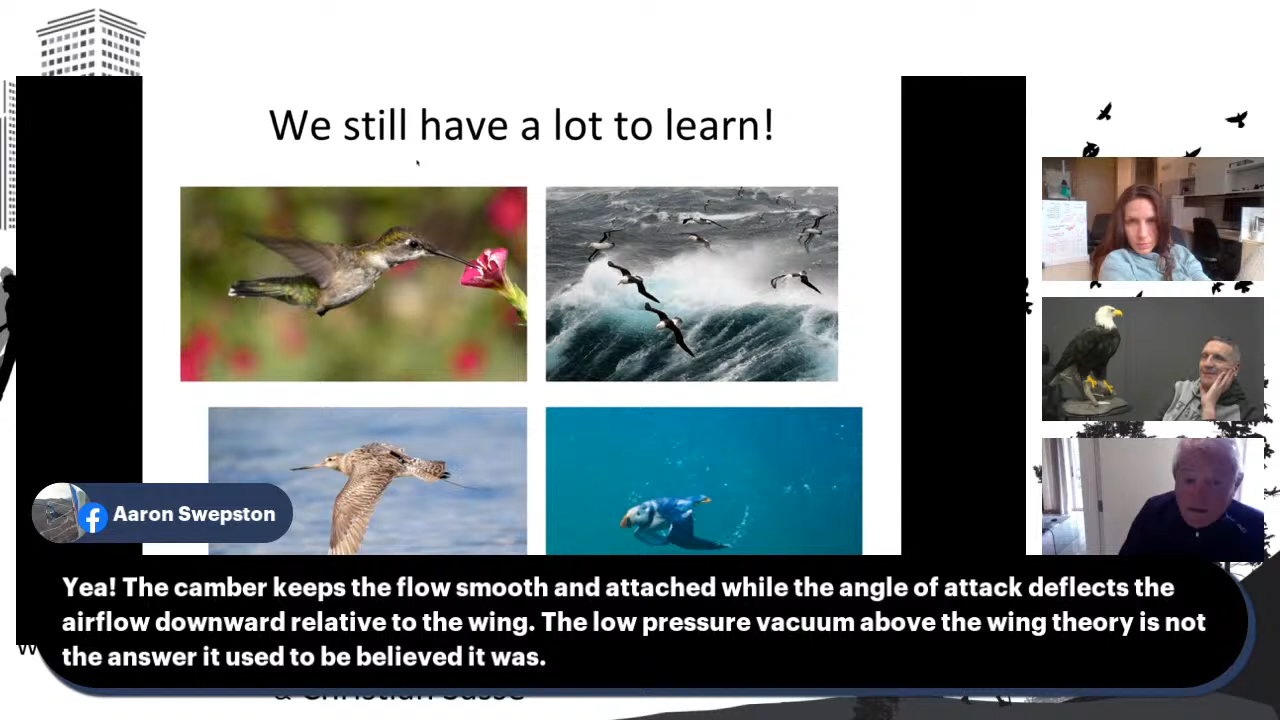 We still have a lot to learn!
Aaron Swepston
Yea! The camber keeps the flow smooth and attached while the angle of attack deflects the
airflow downward relative to the wing. The low pressure vacuum above the wing theory is not
the answer it used to be believed it was.
& Christian Sasse